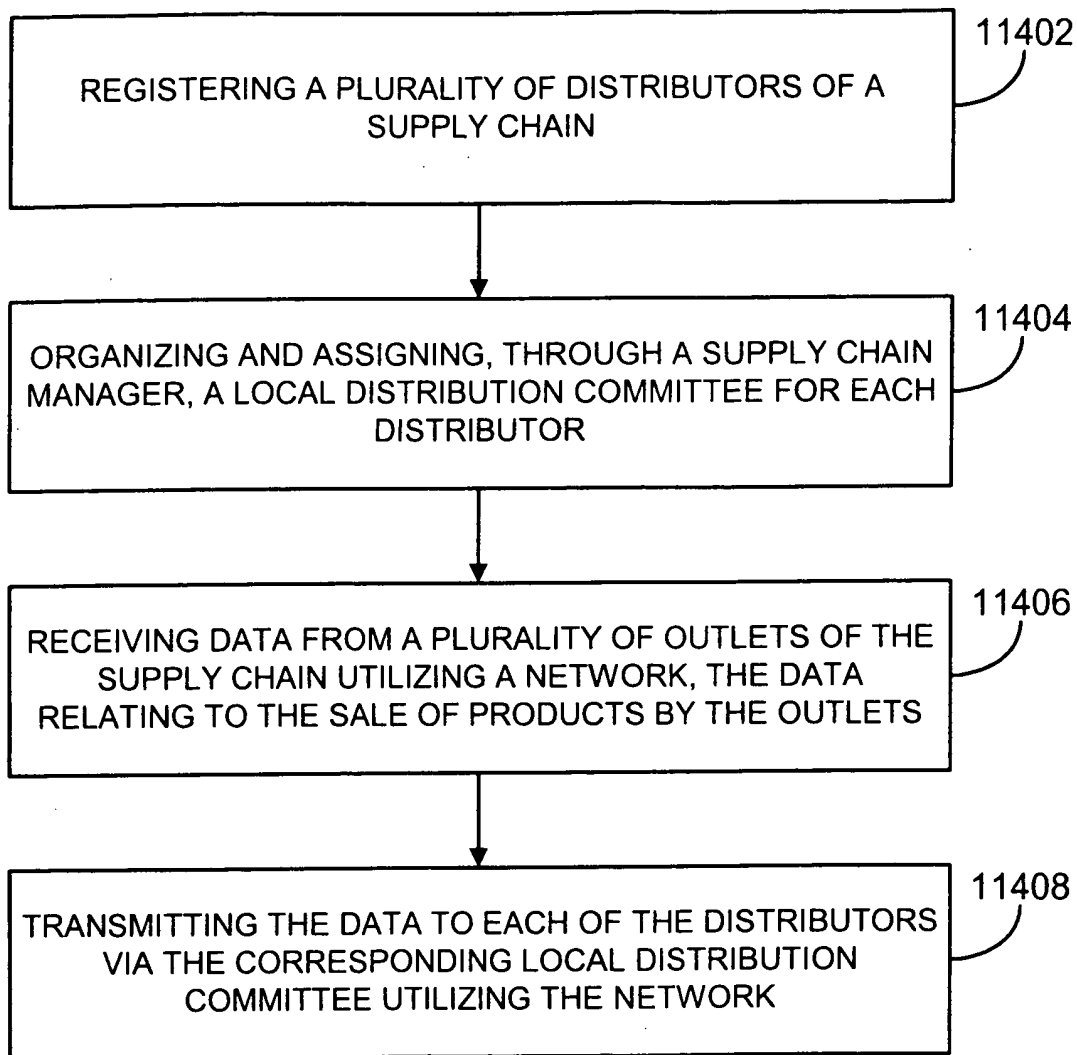 11402
REGISTERING A PLURALITY OF DISTRIBUTORS OF A
SUPPLY CHAIN
11404
ORGANIZING AND ASSIGNING, THROUGH A SUPPLY CHAIN
MANAGER, A LOCAL DISTRIBUTION COMMITTEE FOR EACH
DISTRIBUTOR
11406
RECEIVING DATA FROM A PLURALITY OF OUTLETS OF THE
SUPPLY CHAIN UTILIZING A NETWORK, THE DATA
RELATING TO THE SALE OF PRODUCTS BY THE OUTLETS
11408
TRANSMITTING THE DATA TO EACH OF THE DISTRIBUTORS
VIA THE CORRESPONDING LOCAL DISTRIBUTION
COMMITTEE UTILIZING THE NETWORK